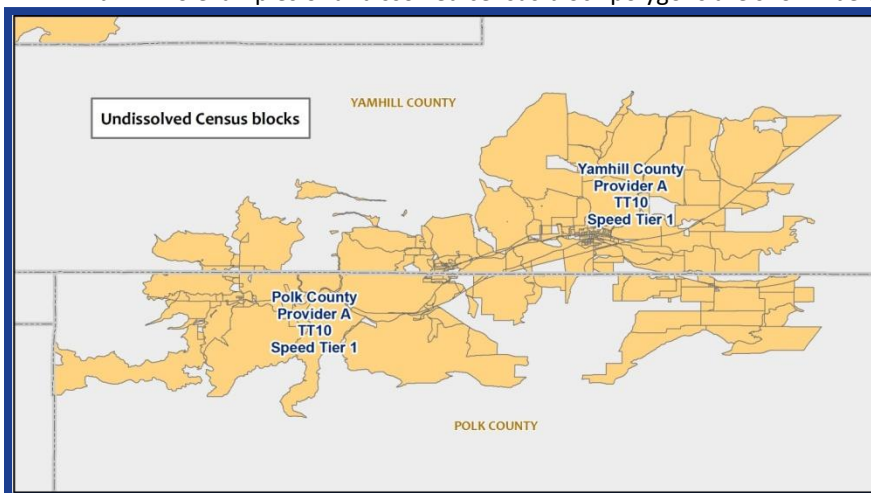 YAMHILL COUNTY
Undissolved Census blocks
Yamhill County
Provider A
TT10
Speed Tier 1
Polk County
Provider A
TT10
Speed Tier 1
POLK COUNTY